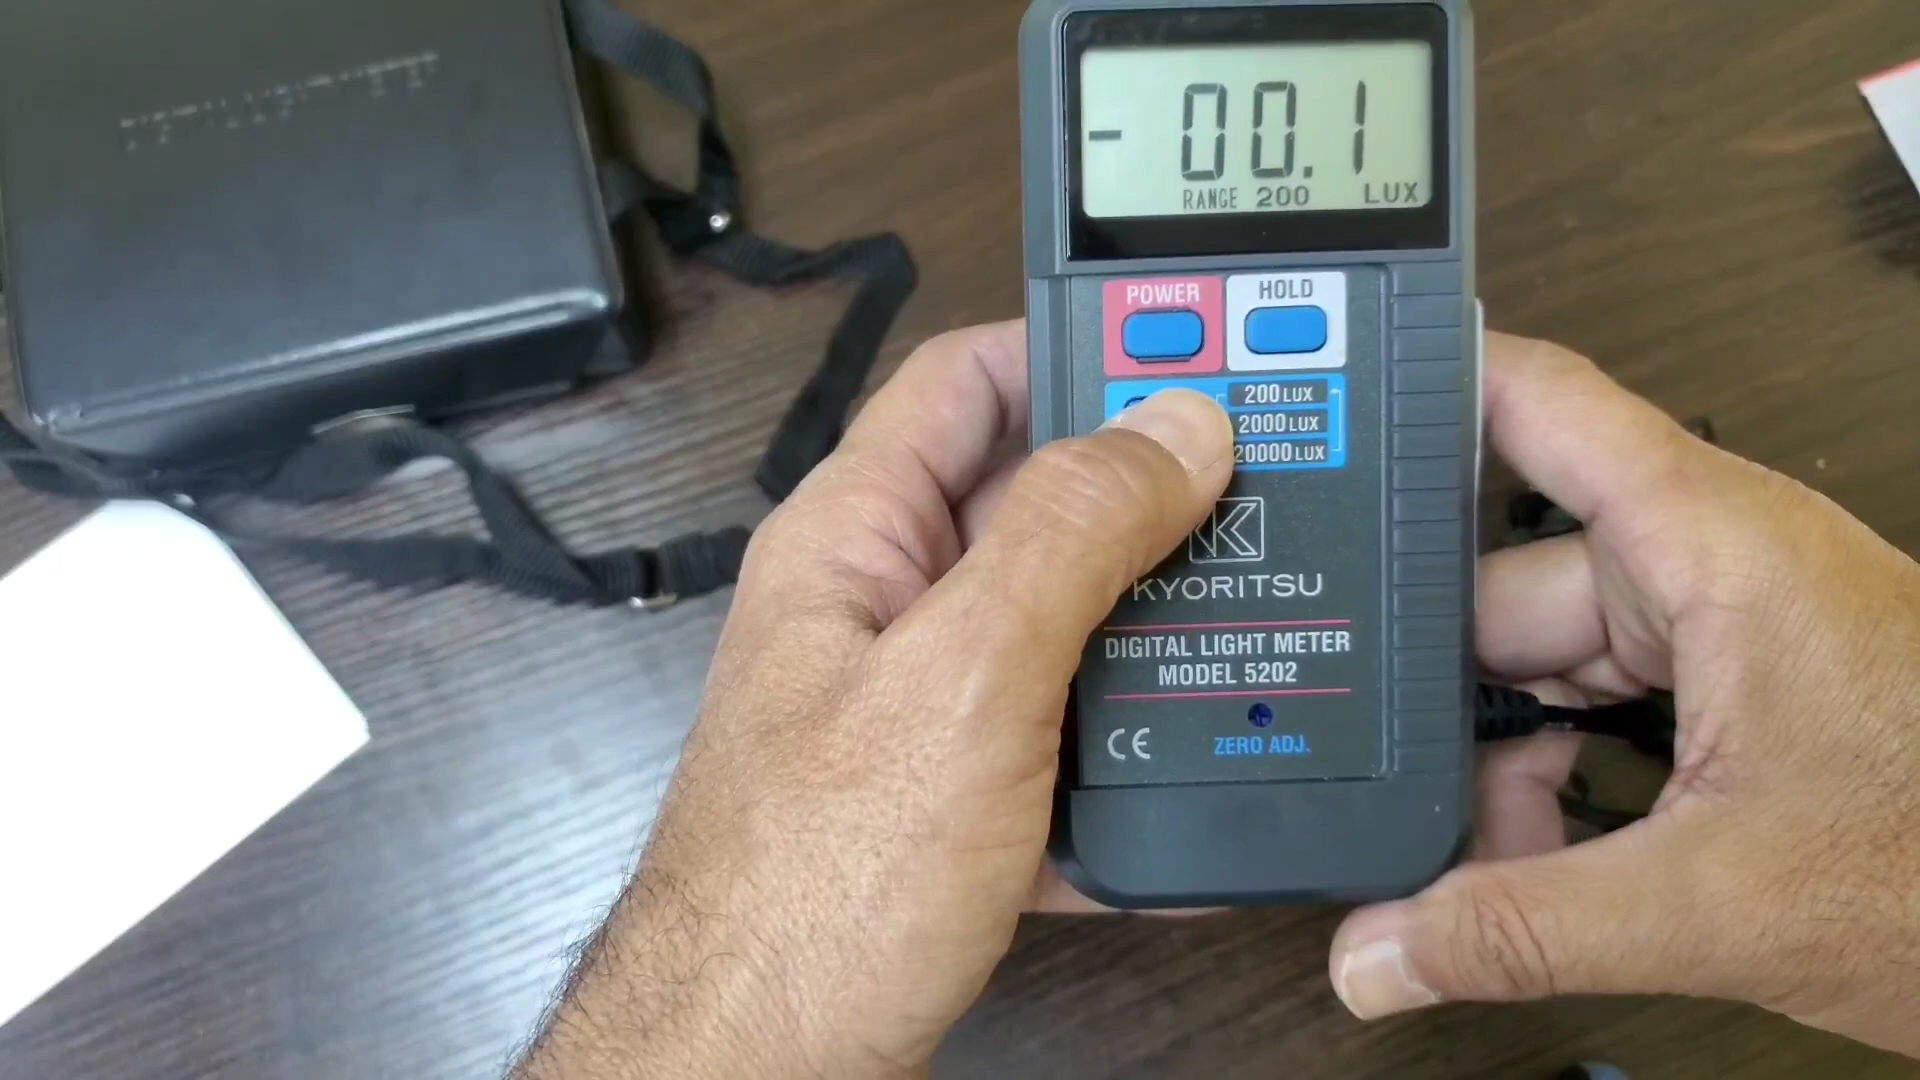 - 00.1
RANGE 200 LUX
POWER
HOLD
200 LUX
2000 LUX
20000 LUX
KYORITSU
DIGITAL LIGHT METER
MODEL 5202
CE
ZERO ADJ.